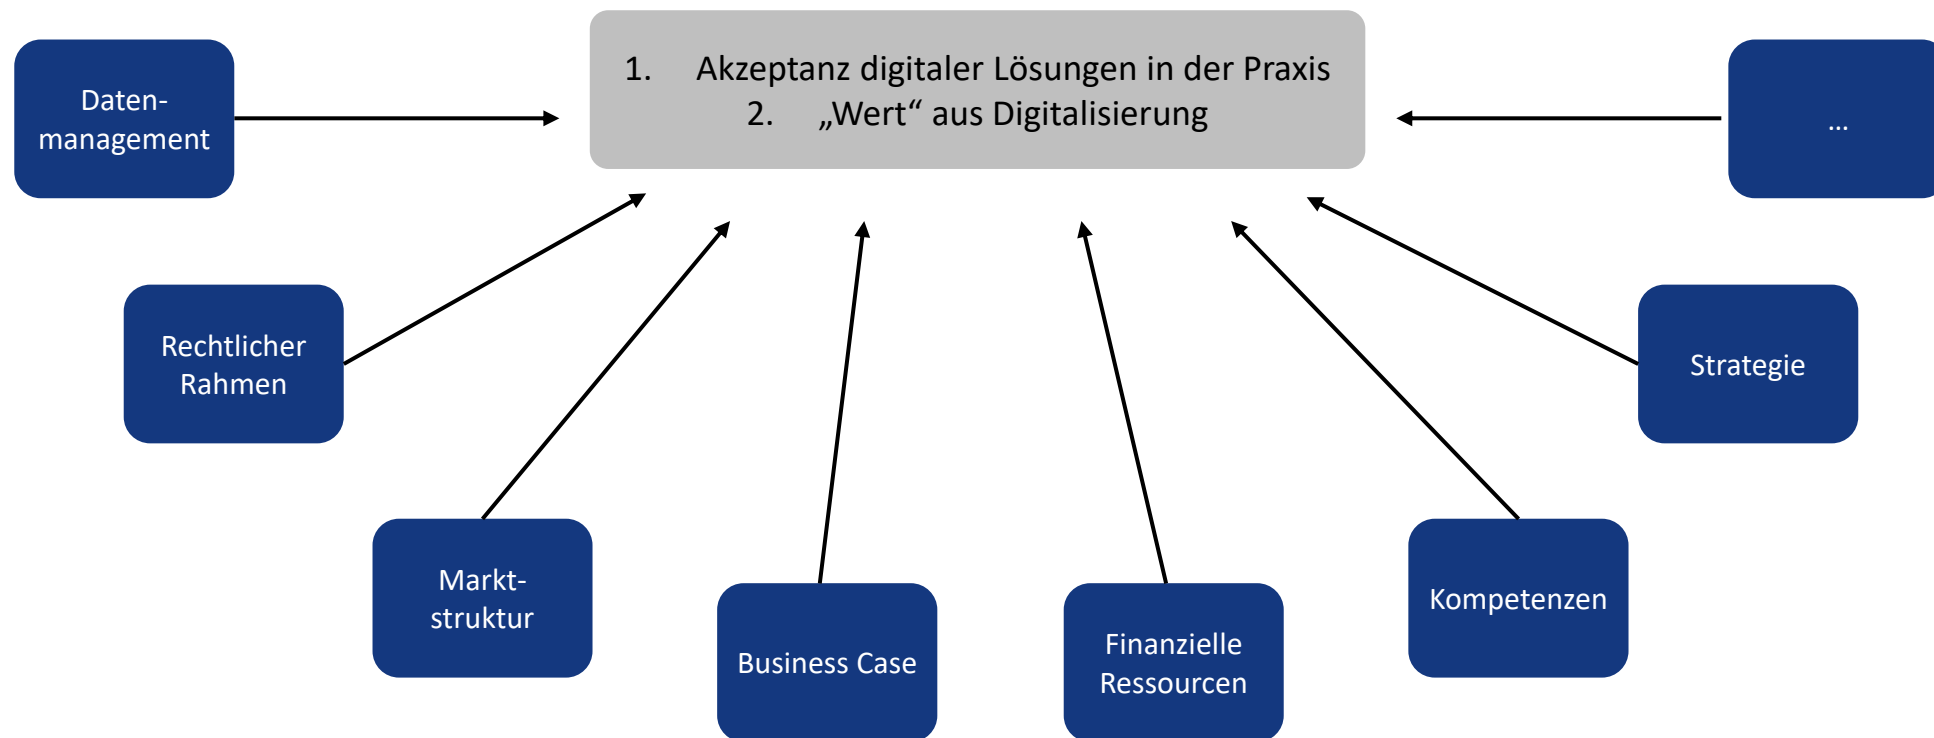 1. Akzeptanz digitaler Lösungen in der Praxis
2. „Wert“ aus Digitalisierung
Daten-
management
...
Rechtlicher
Rahmen
Strategie
Markt-
struktur
Business Case
Finanzielle
Ressourcen
Kompetenzen